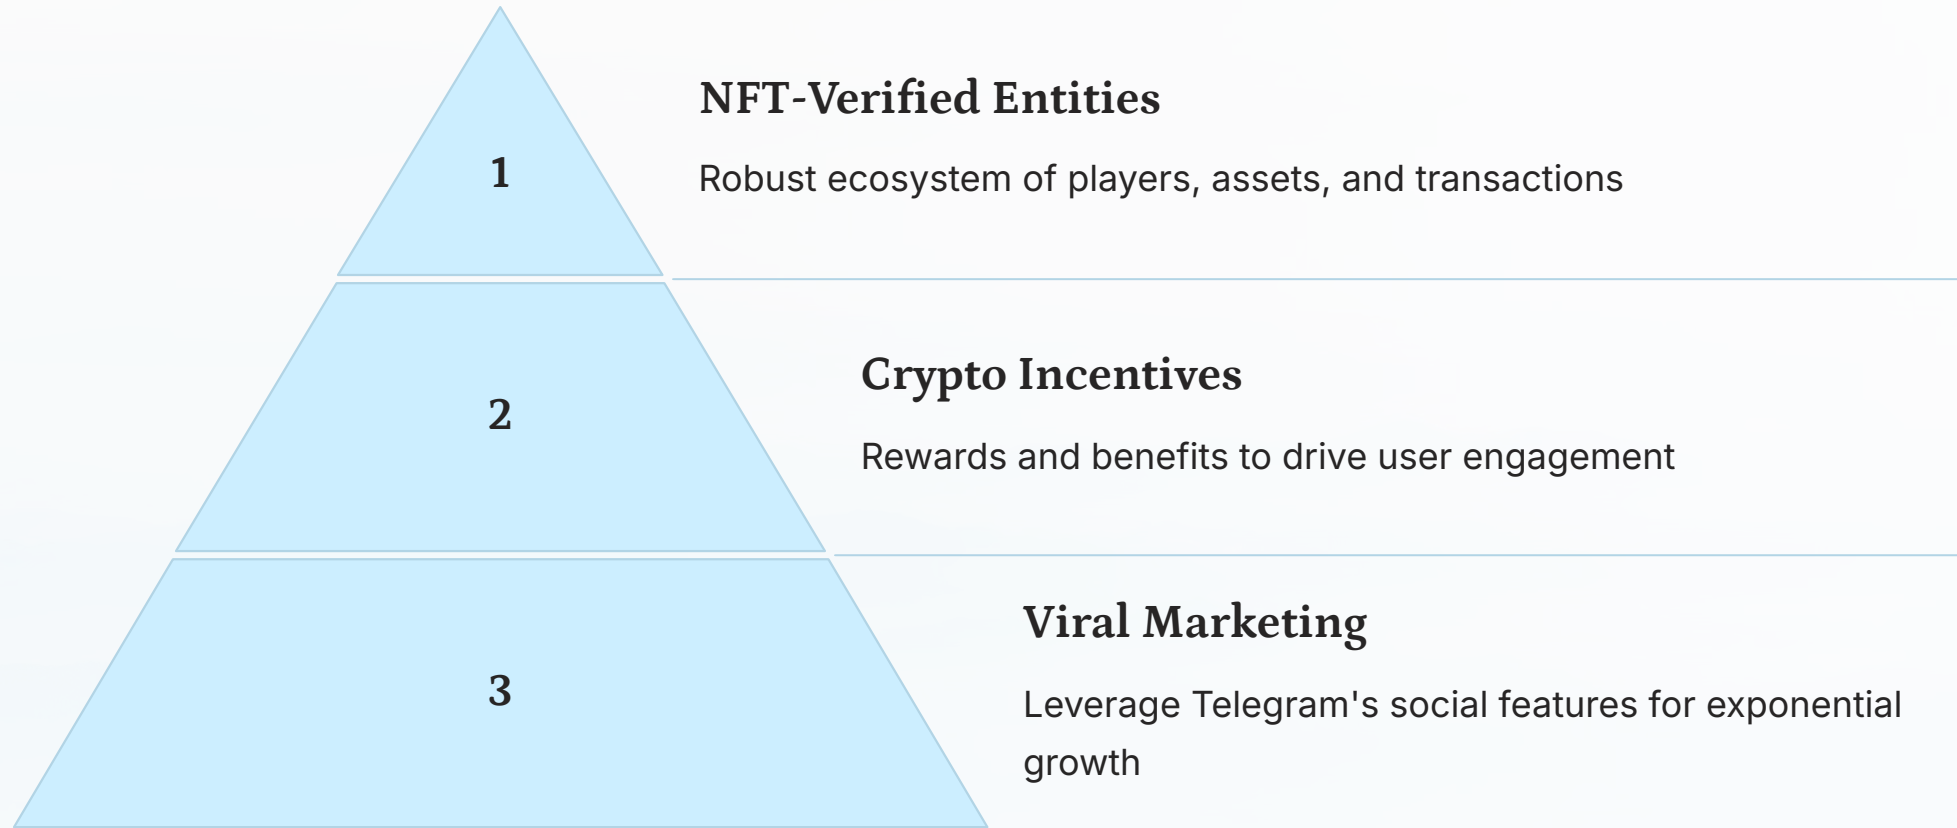 1
NFT-Verified Entities
Robust ecosystem of players, assets, and transactions
2
Crypto Incentives
Rewards and benefits to drive user engagement
3
Viral Marketing
Leverage Telegram's social features for exponential
growth